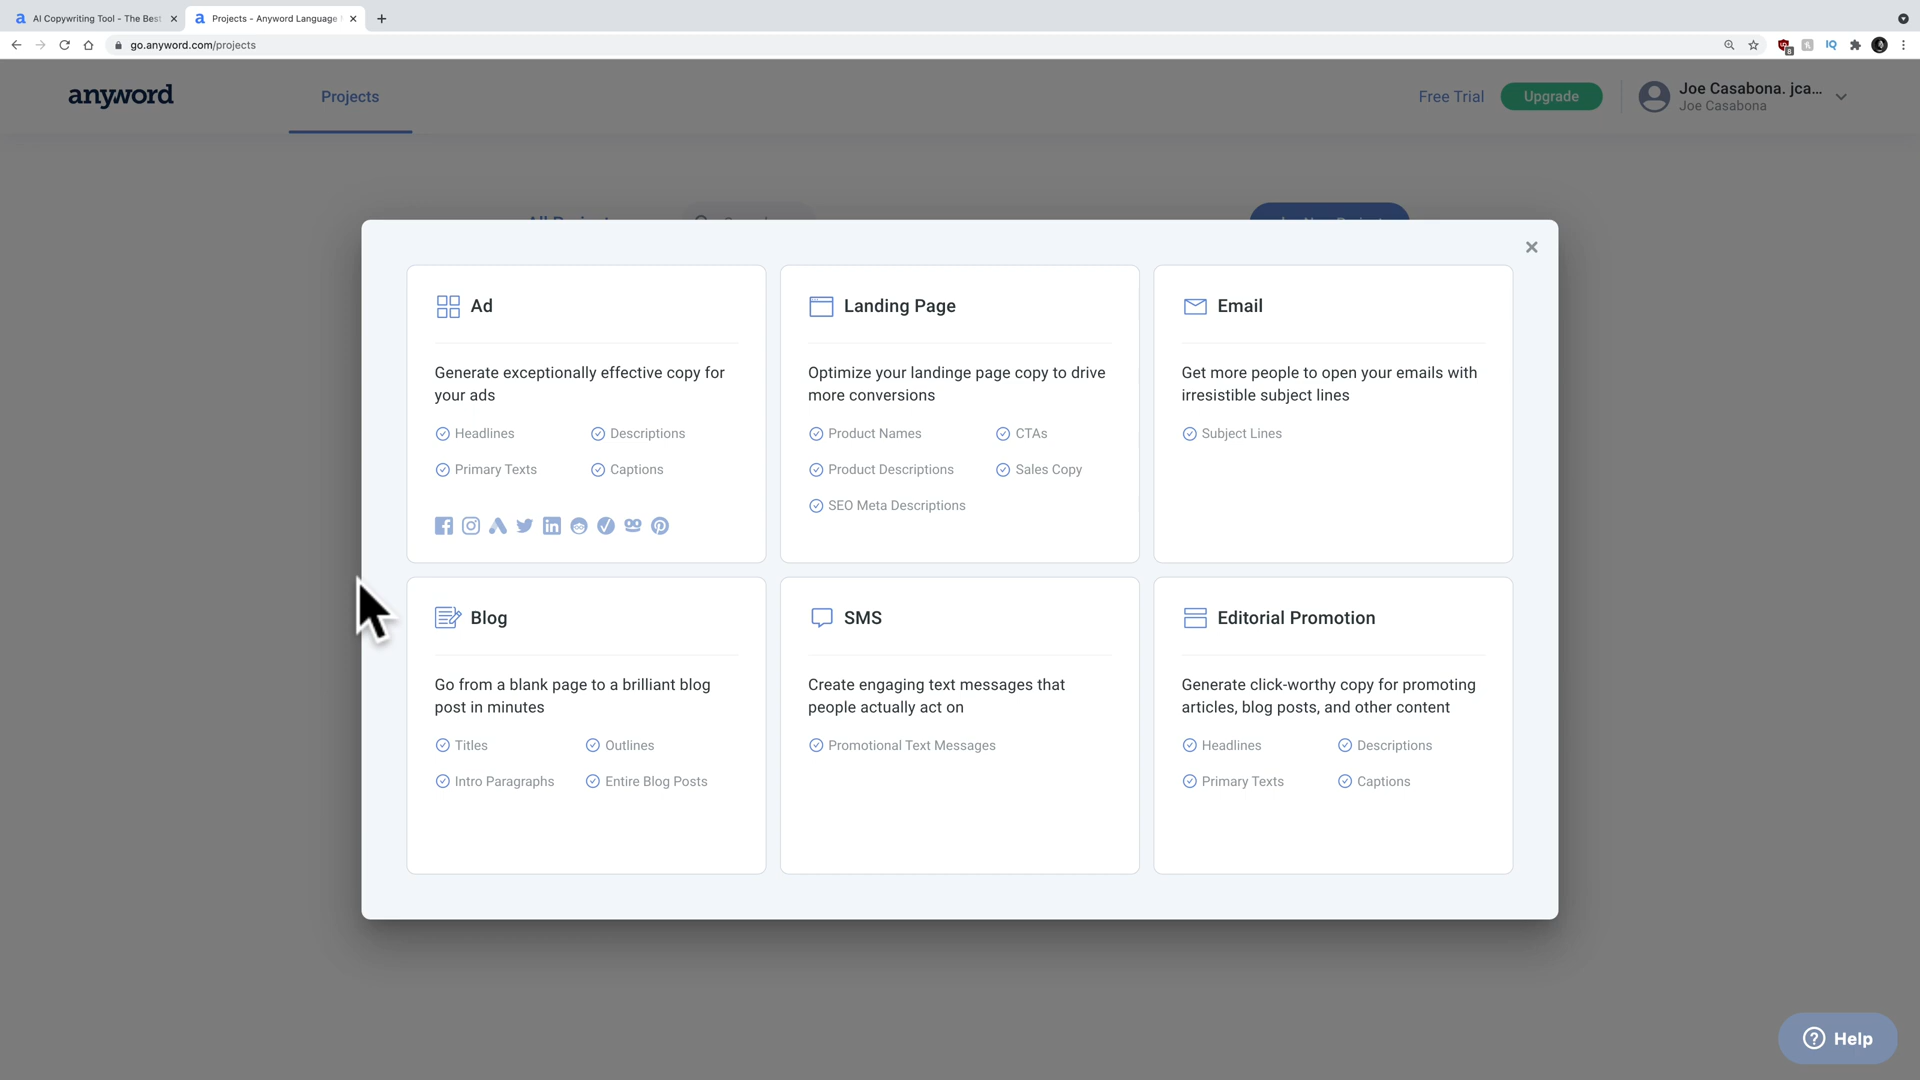 AI Copywriting Tool - The Best
Projects - Anyword Language
go.anyword.com/projects
IQ
8
anyword
Projects
Free Trial
Upgrade
Joe Casabona. jca...
Joe Casabona
Ad
Generate exceptionally effective copy for
your ads
Headlines
Descriptions
Primary Texts
Captions
Landing Page
Optimize your landinge page copy to drive
more conversions
Product Names
CTAs
Product Descriptions
Sales Copy
SEO Meta Descriptions
Email
Get more people to open your emails with
irresistible subject lines
Subject Lines
Blog
Go from a blank page to a brilliant blog
post in minutes
Titles
Outlines
Intro Paragraphs
Entire Blog Posts
SMS
Create engaging text messages that
people actually act on
Promotional Text Messages
Editorial Promotion
Generate click-worthy copy for promoting
articles, blog posts, and other content
Headlines
Descriptions
Primary Texts
Captions
Help